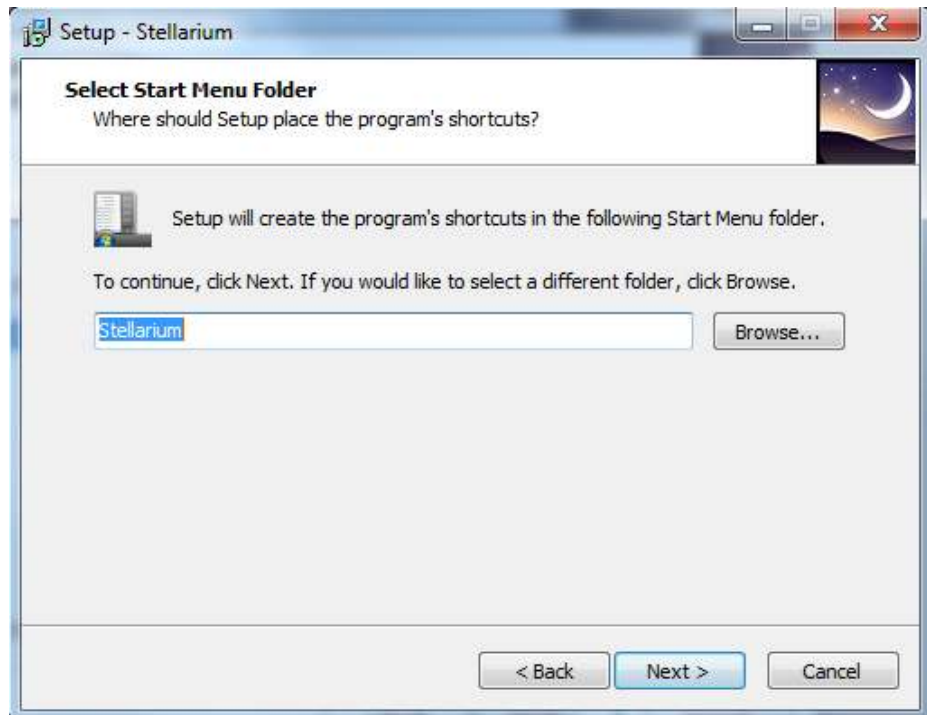 Setup - Stellarium
Select Start Menu Folder
Where should Setup place the program's shortcuts?
Setup will create the program's shortcuts in the following Start Menu folder.
To continue, click Next. If you would like to select a different folder, click Browse.
Stellarium
Browse...
< Back
Next >
Cancel